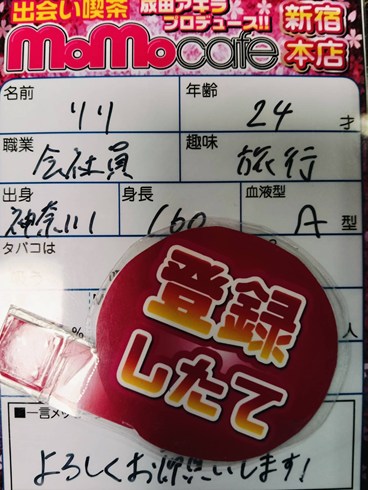 出会い喫茶 成田アキラ プロデュース!! 新宿
MoMocafe 本店
名前 リリ 年齢 24 才
職業 会社員 趣味 旅行
出身 神奈川 身長 160 血液型 A 型
タバコは
登録
% 人
したて
■一言メッ
よろしくお願いします!